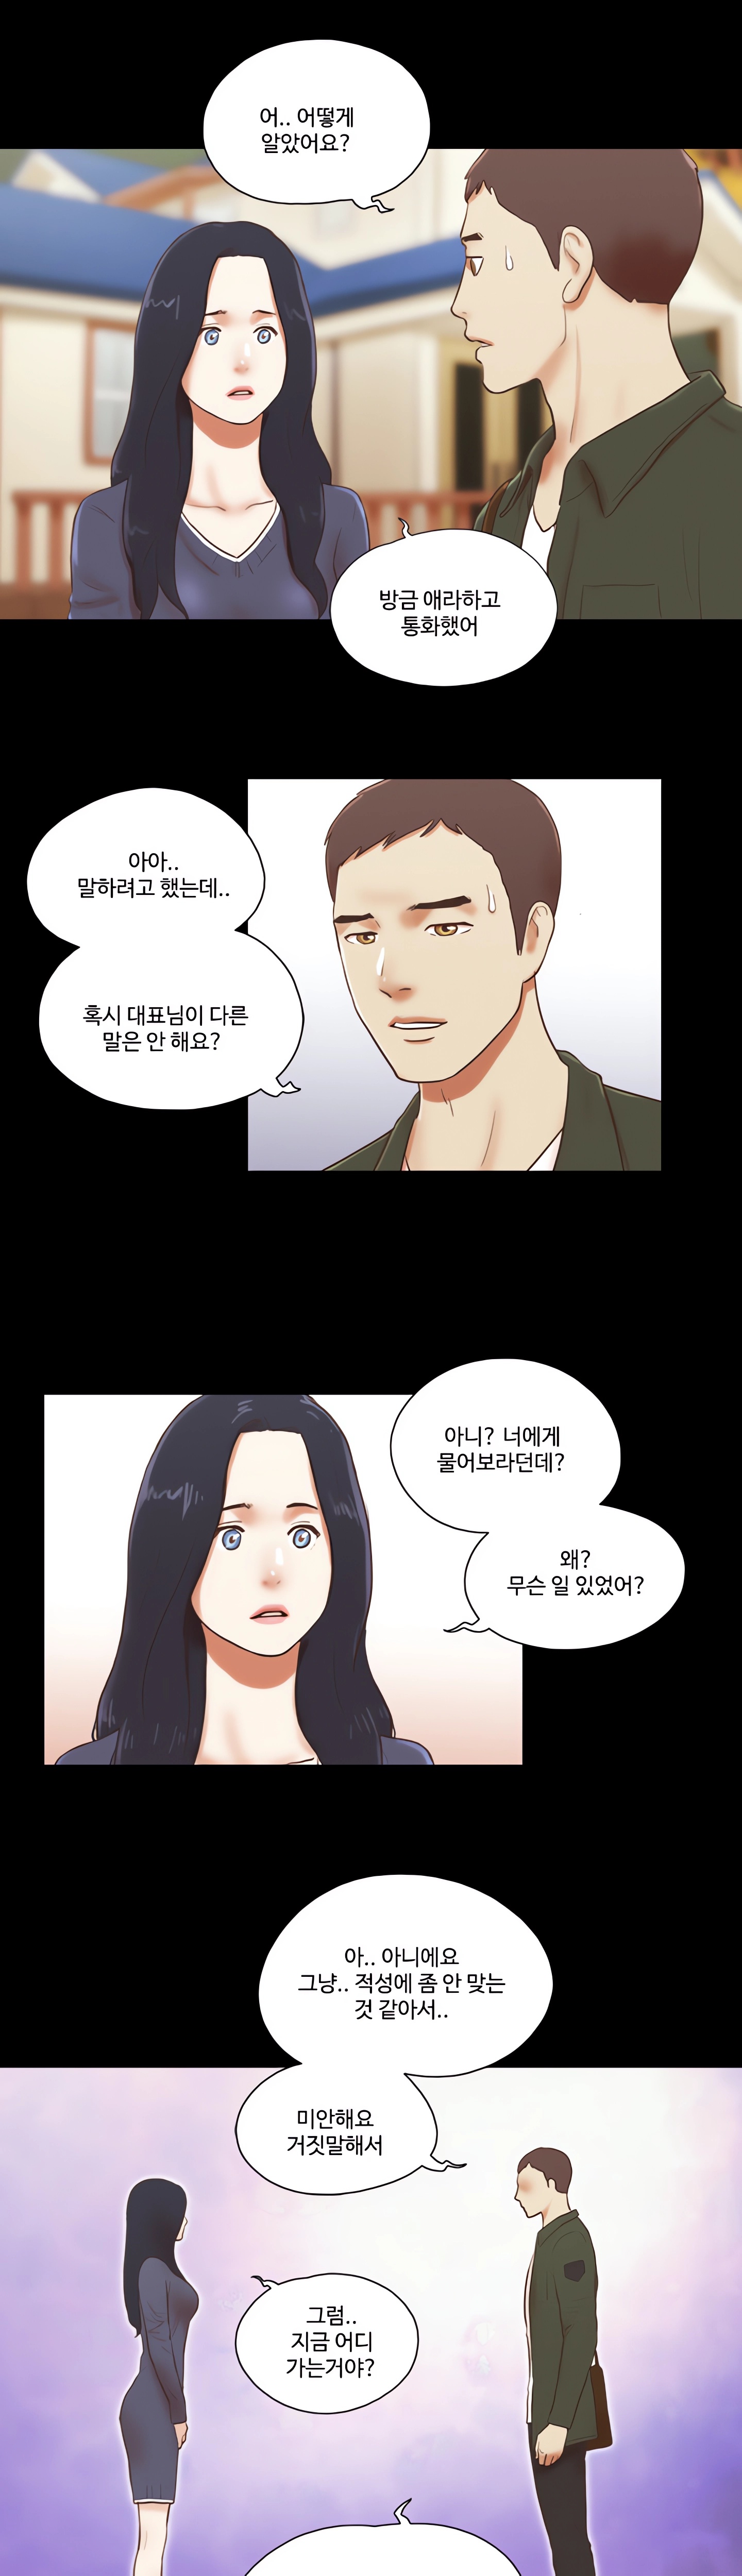 어.. 어떻게
알았어요?
방금 애라하고
통화했어
아아..
말하려고 했는데..
혹시 대표님이 다른
말은 안 해요?
아니? 너에게
물어보라던데?
왜?
무슨 일 있었어?
아.. 아니에요
그냥.. 적성에 좀 안 맞는
것 같아서..
미안해요
거짓말해서
그럼..
지금 어디
가는거야?